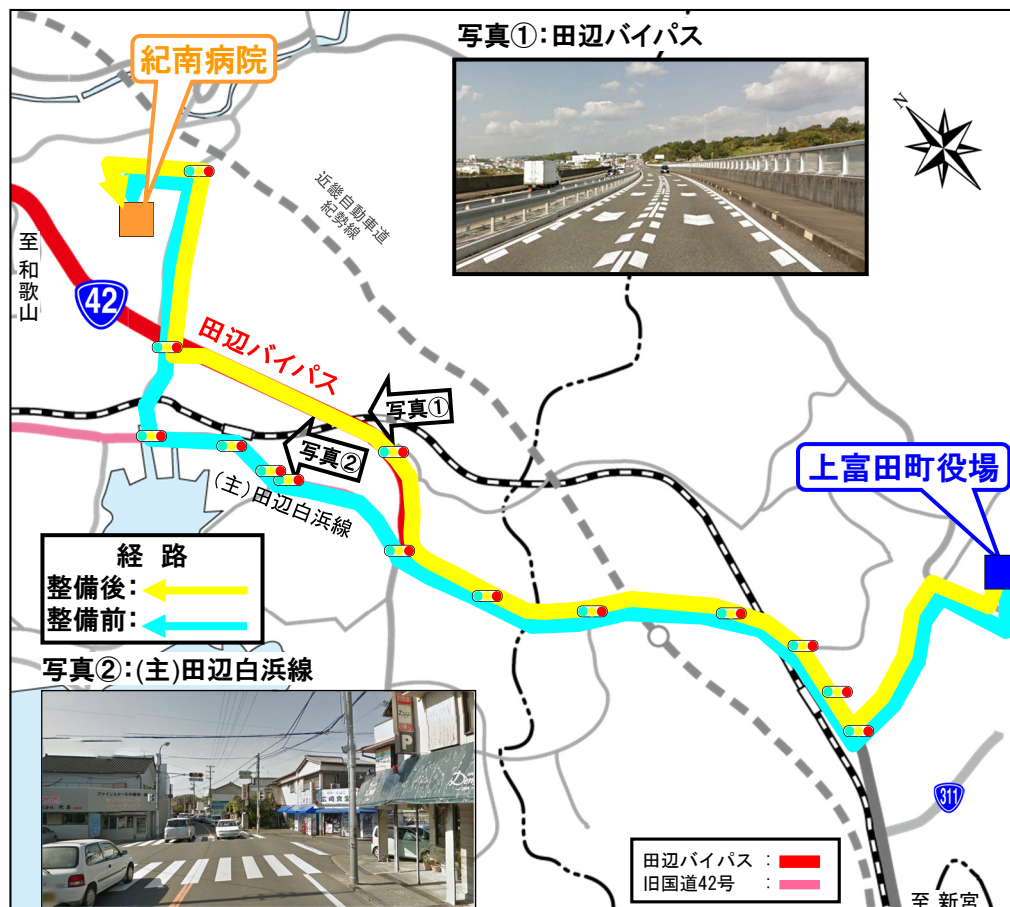 写真①:田辺バイパス
紀南病院
N
近畿自動車道
紀勢線
至 和歌山
42
田辺バイパス
写真①
写真②
(主)田辺白浜線
上富田町役場
経 路
整備後:
整備前:
写真②:(主)田辺白浜線
P
広崎食堂
311
田辺バイパス :
旧国道42号 :
至 新宮